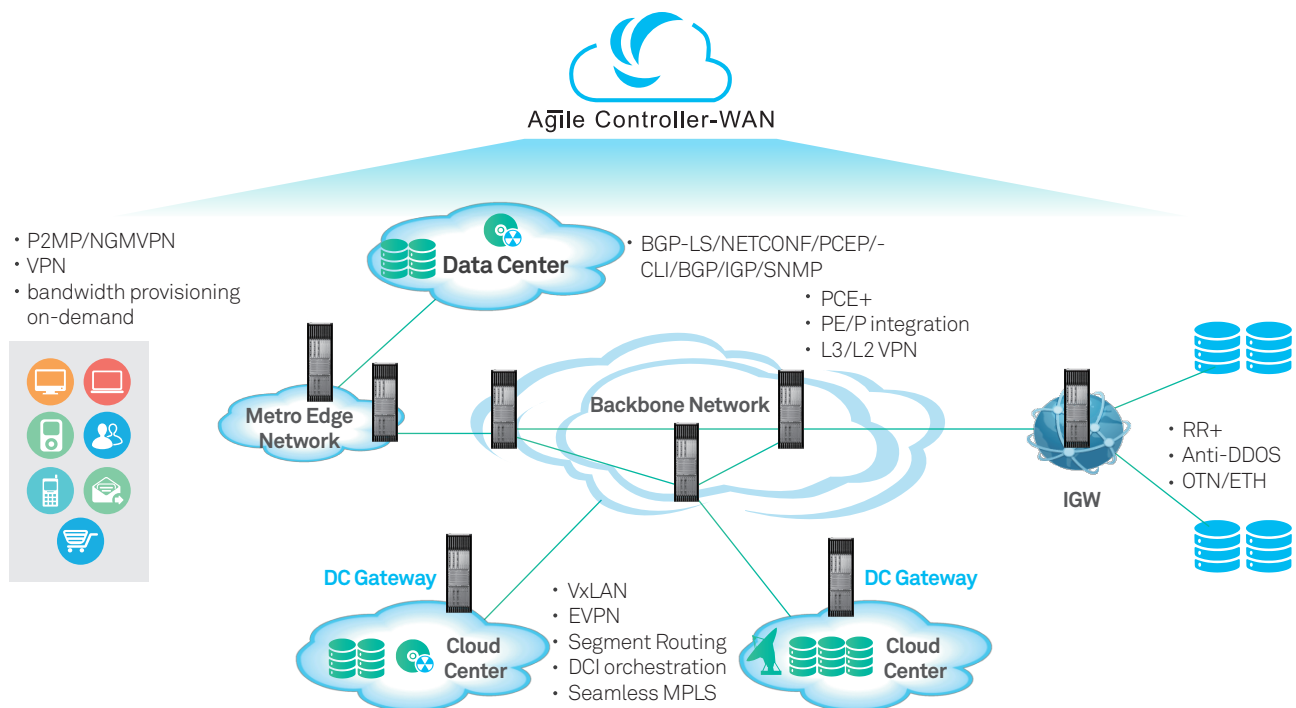 Agile Controller-WAN
• P2MP/NGMVPN
• VPN
• bandwidth provisioning
on-demand
Data Center
• BGP-LS/NETCONF/PCEP/-
CLI/BGP/IGP/SNMP
• PCE+
• PE/P integration
• L3/L2 VPN
Metro Edge
Network
Backbone Network
IGW
• RR+
• Anti-DDOS
• OTN/ETH
DC Gateway
Cloud
Center
• VxLAN
• EVPN
• Segment Routing
• DCI orchestration
• Seamless MPLS
DC Gateway
Cloud
Center